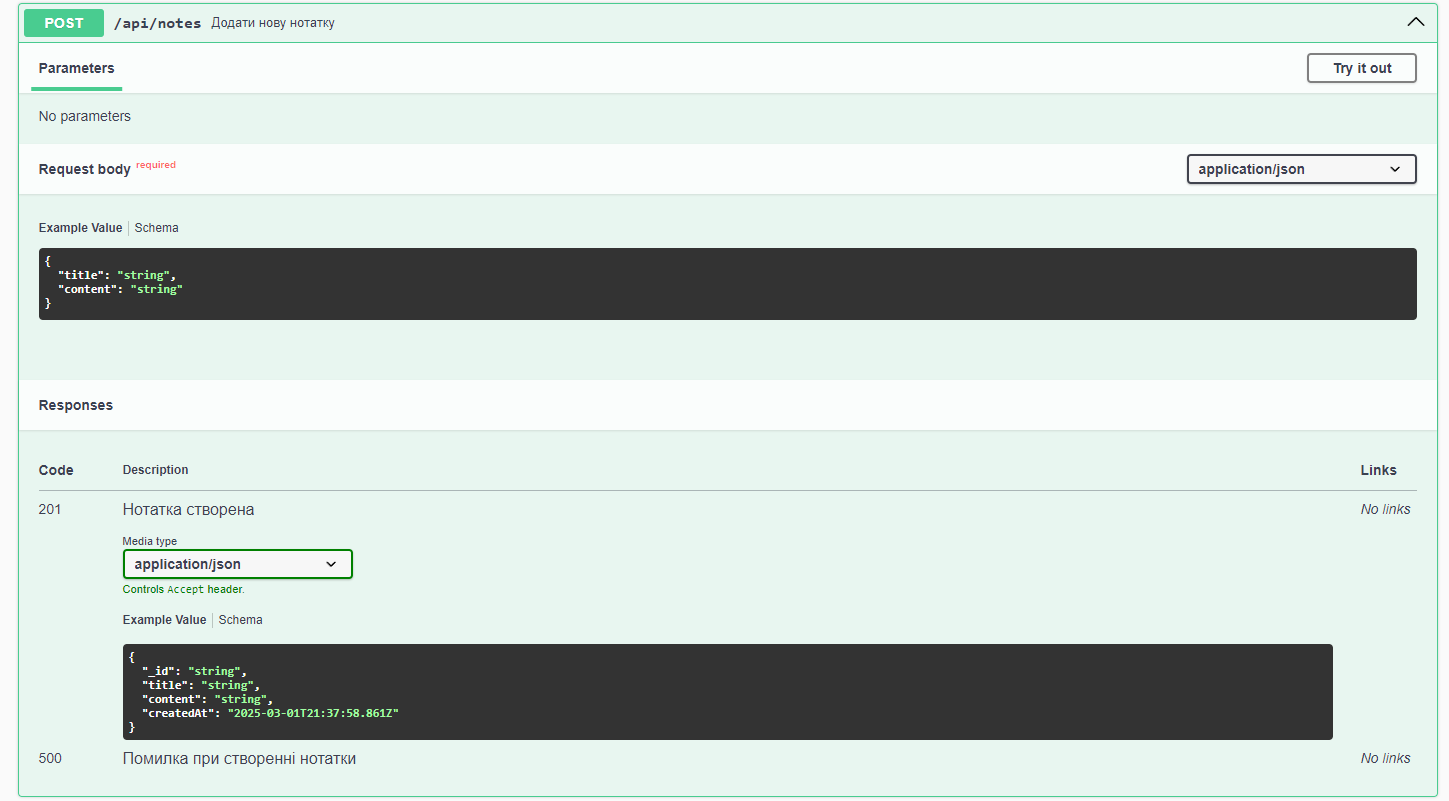 POST /api/notes Додати нову нотатку
Parameters Try it out
No parameters
Request body required application/json
Example Value Schema
{
"title": "string",
"content": "string"
}
Responses
Code Description Links
201 Нотатка створена No links
Media type
application/json
Controls Accept header.
Example Value Schema
{
"_id": "string",
"title": "string",
"content": "string",
"createdAt": "2025-03-01T21:37:58.861Z"
}
500 Помилка при створенні нотатки No links